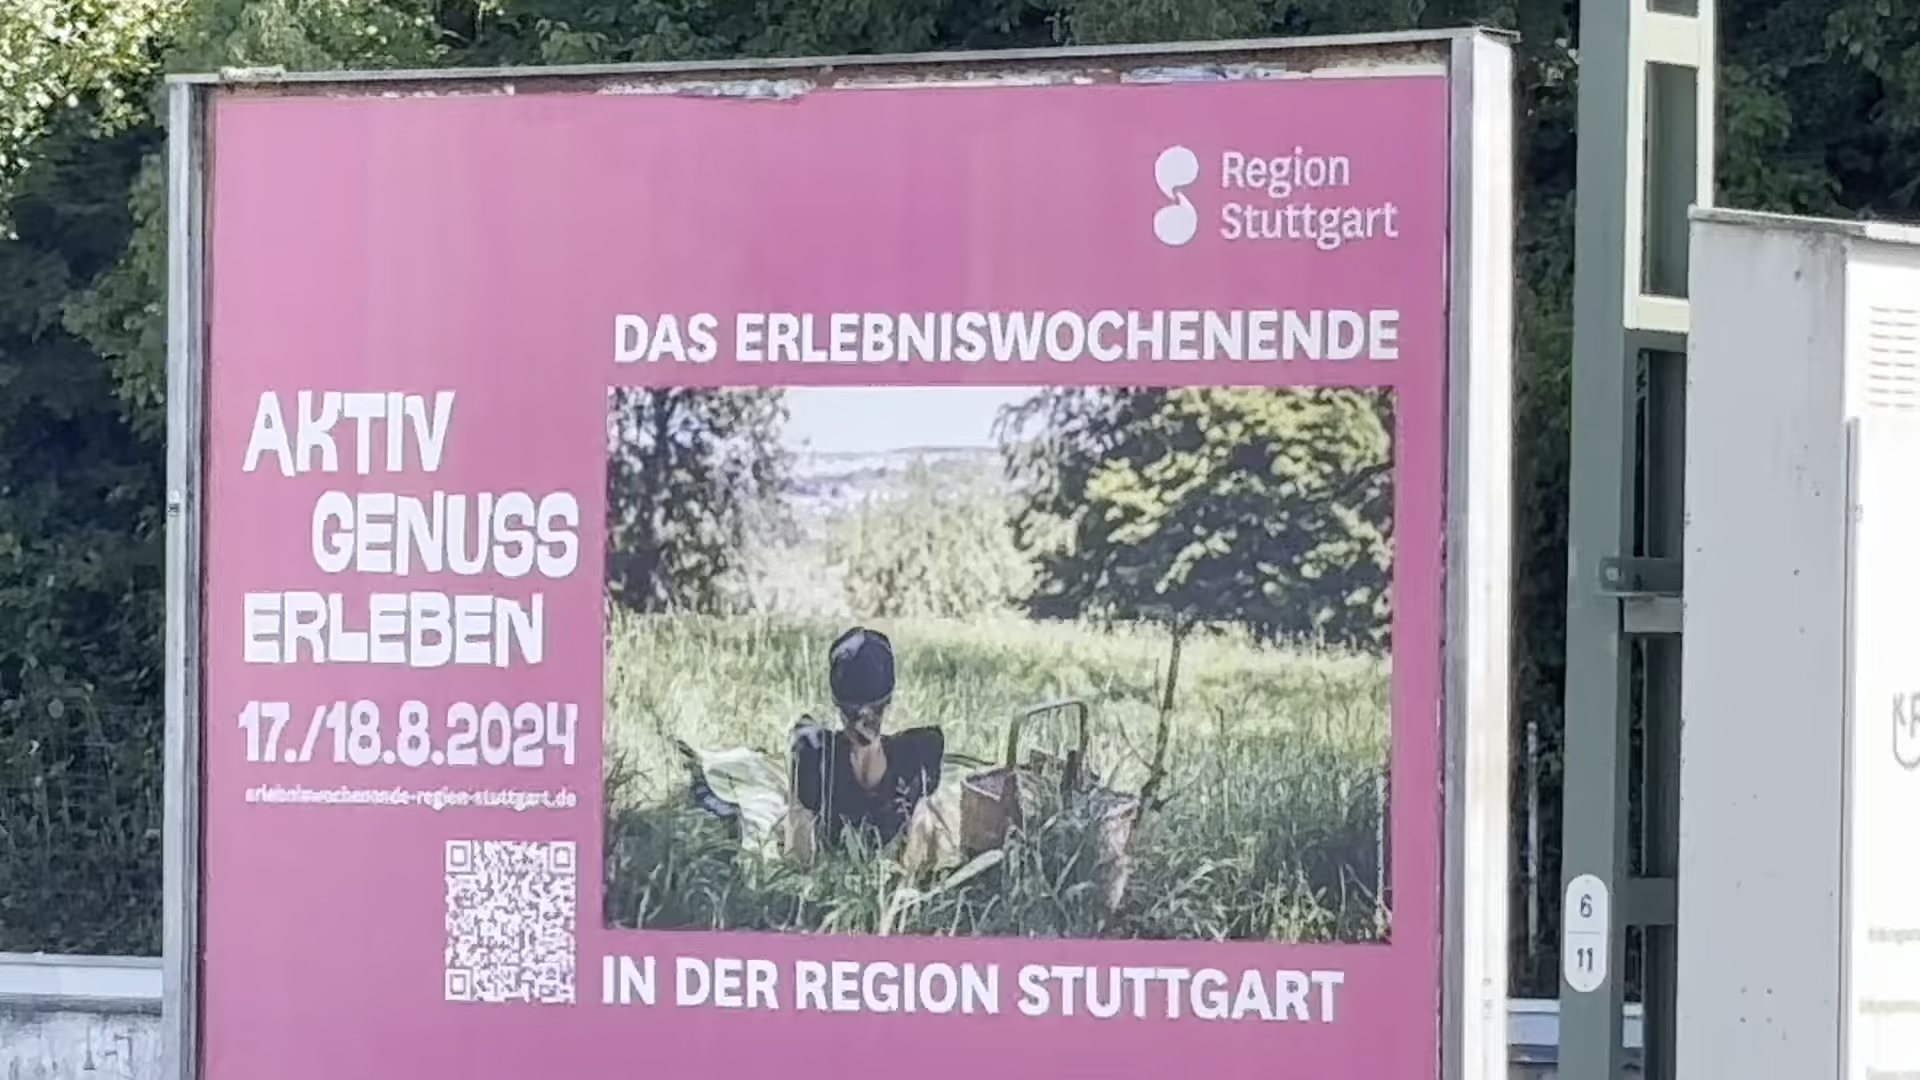 Region
Stuttgart
DAS ERLEBNISWOCHENENDE
AKTIV
GENUSS
ERLEBEN
17./18.8.2024
erlebniswochenende-region-stuttgart.de
IN DER REGION STUTTGART
6
11